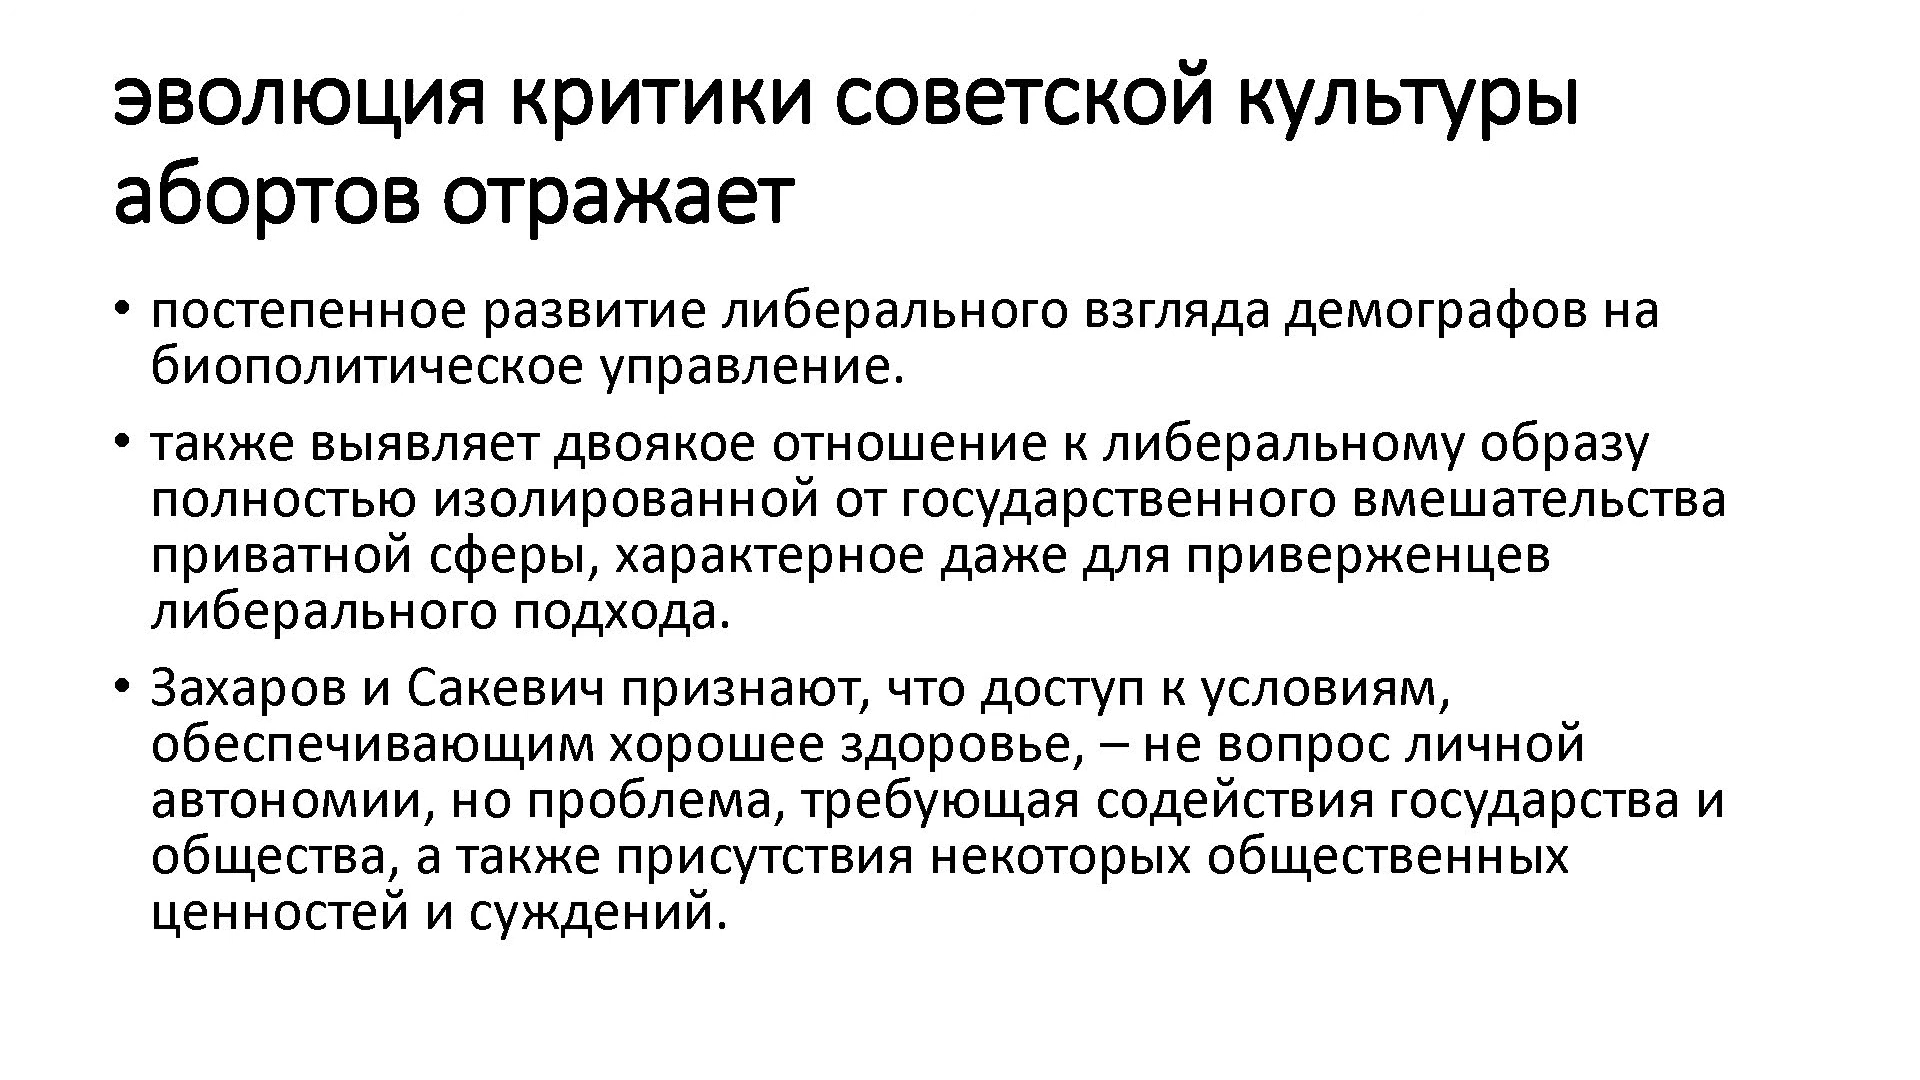 эволюция критики советской культуры
абортов отражает
• постепенное развитие либерального взгляда демографов на
биополитическое управление.
• также выявляет двоякое отношение к либеральному образу
полностью изолированной от государственного вмешательства
приватной сферы, характерное даже для приверженцев
либерального подхода.
• Захаров и Сакевич признают, что доступ к условиям,
обеспечивающим хорошее здоровье, – не вопрос личной
автономии, но проблема, требующая содействия государства и
общества, а также присутствия некоторых общественных
ценностей и суждений.